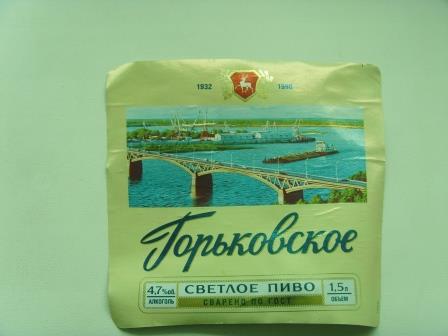 1932 1990
Горьковское
4,7%об. СВЕТЛОЕ ПИВО 1,5л
АЛКОГОЛЬ СВАРЕНО ПО ГОСТ ОБЪЕМ